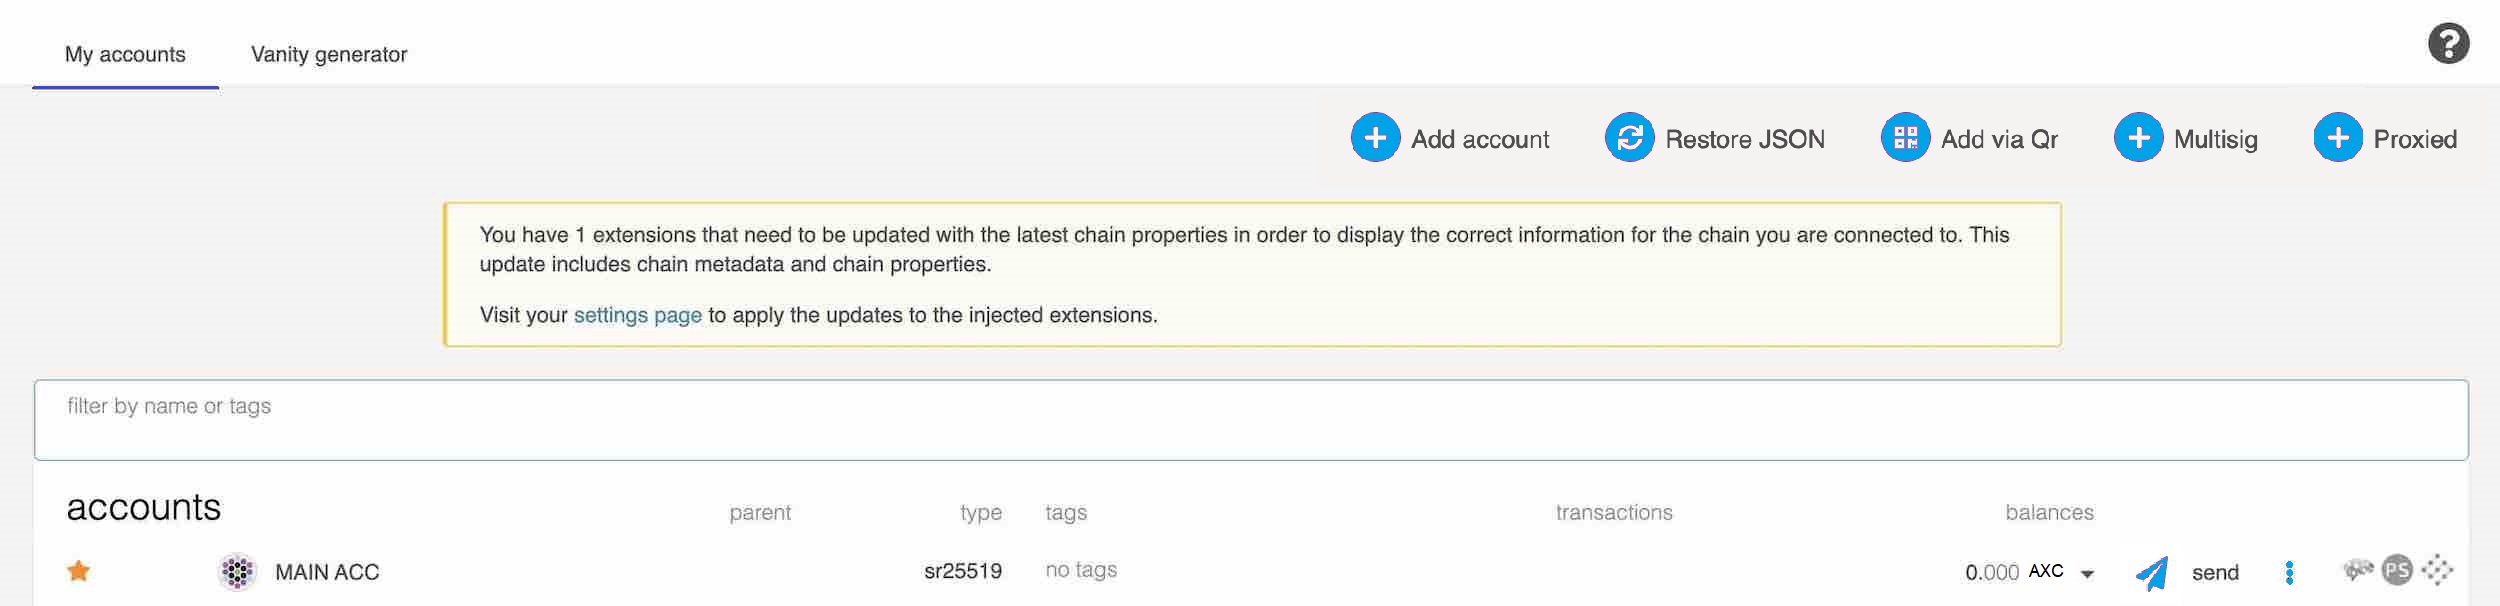 My accounts
Vanity generator
Add account
Restore JSON
Add via Qr
Multisig
Proxied
You have 1 extensions that need to be updated with the latest chain properties in order to display the correct information for the chain you are connected to. This
update includes chain metadata and chain properties.
Visit your settings page to apply the updates to the injected extensions.
filter by name or tags
accounts parent type tags transactions balances
MAIN ACC sr25519 no tags 0.000 AXC send PS